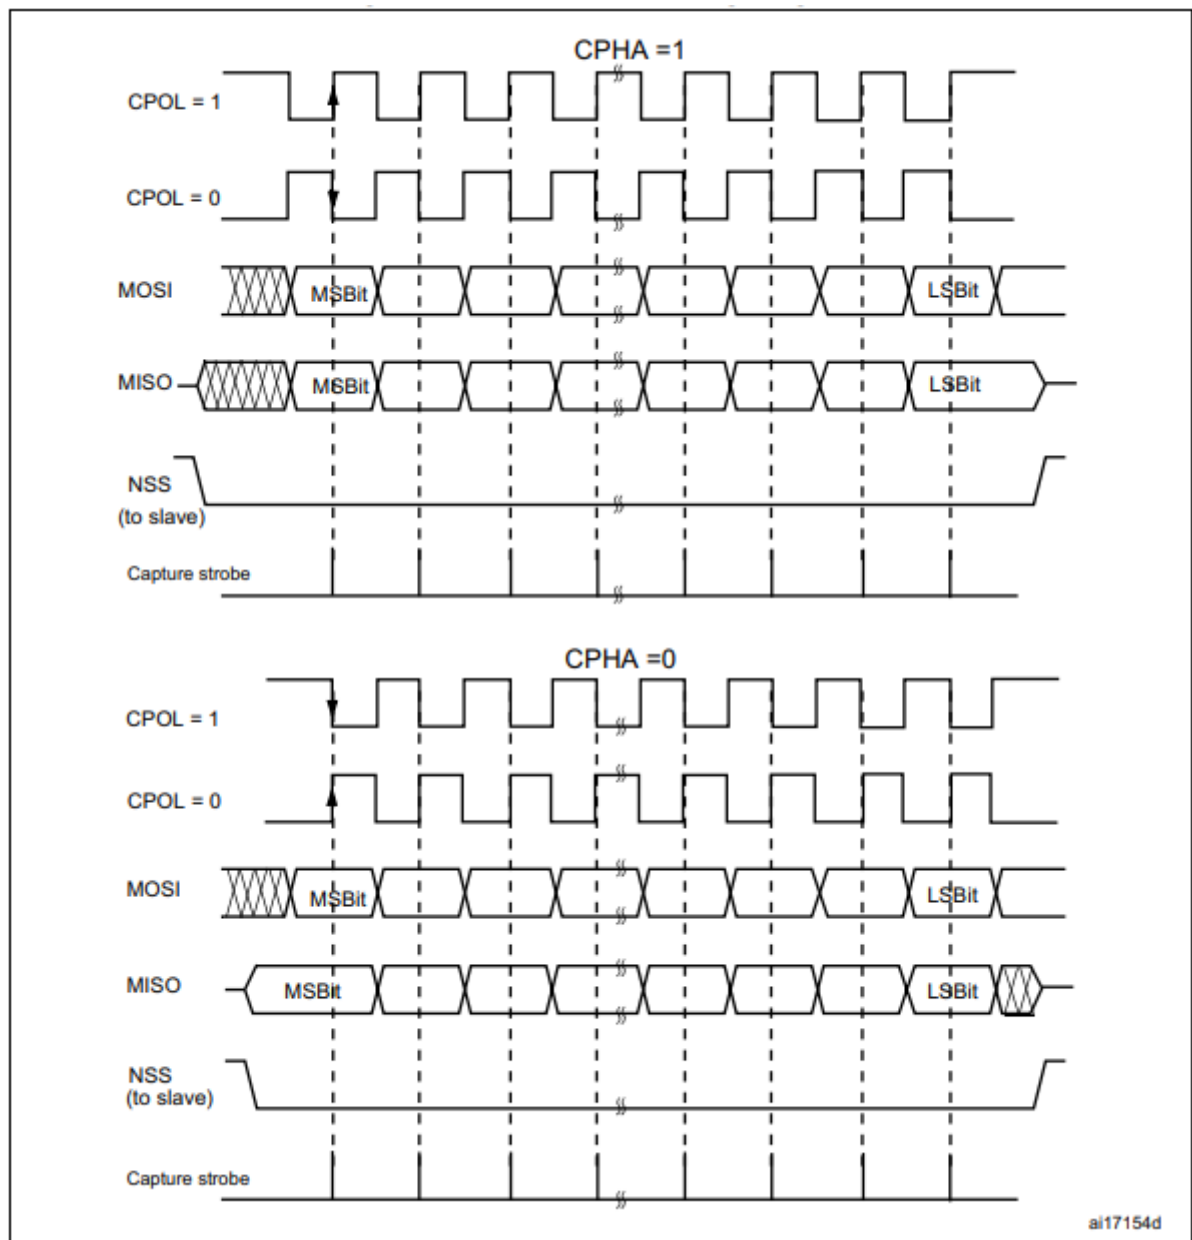 CPHA =1
CPOL = 1
CPOL = 0
MOSI
MSBit
LSBit
MISO
MSBit
LSBit
NSS
(to slave)
Capture strobe
CPHA =0
CPOL = 1
CPOL = 0
MOSI
MSBit
LSBit
MISO
MSBit
LSBit
NSS
(to slave)
Capture strobe
ai17154d